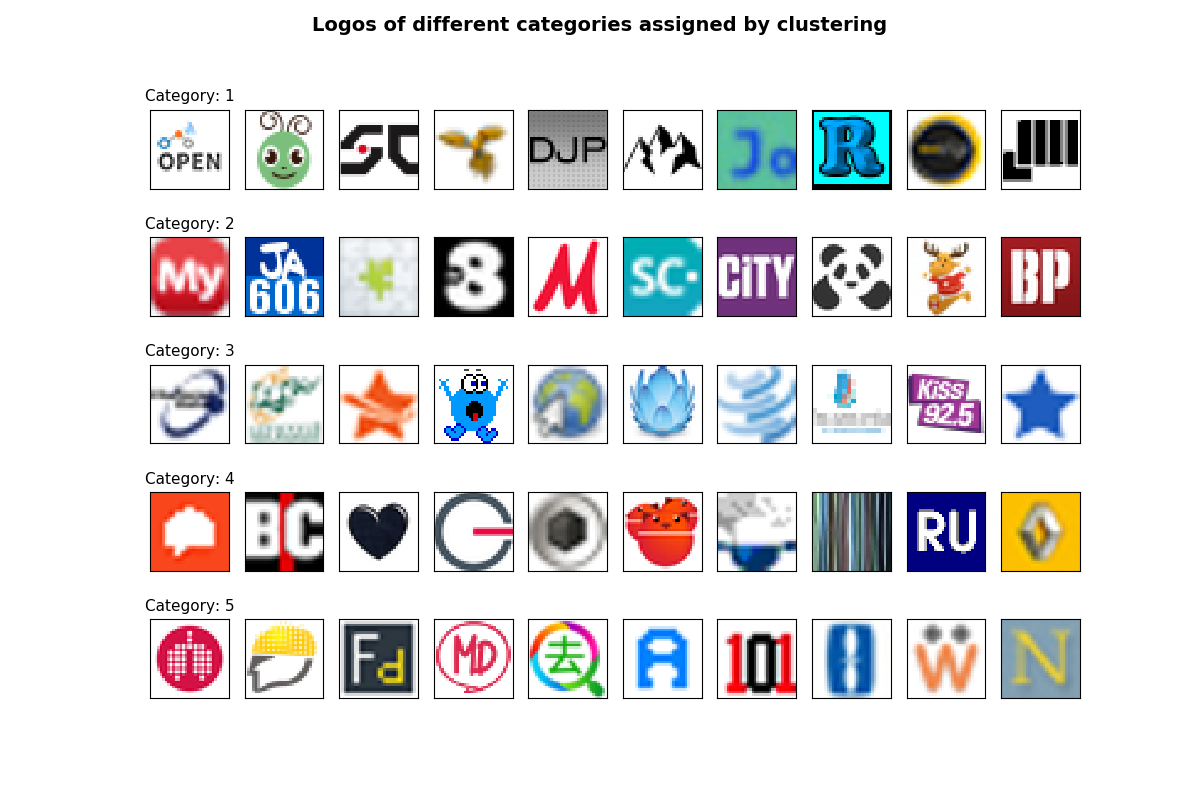 Logos of different categories assigned by clustering
Category: 1
OPEN
DJP
Jo
R
Category: 2
My
JA
606
3
M
SC·
CiTY
BP
Category: 3
KiSS
92.5
Category: 4
BC
RU
Category: 5
Fd
MD
去
A
101
W
N